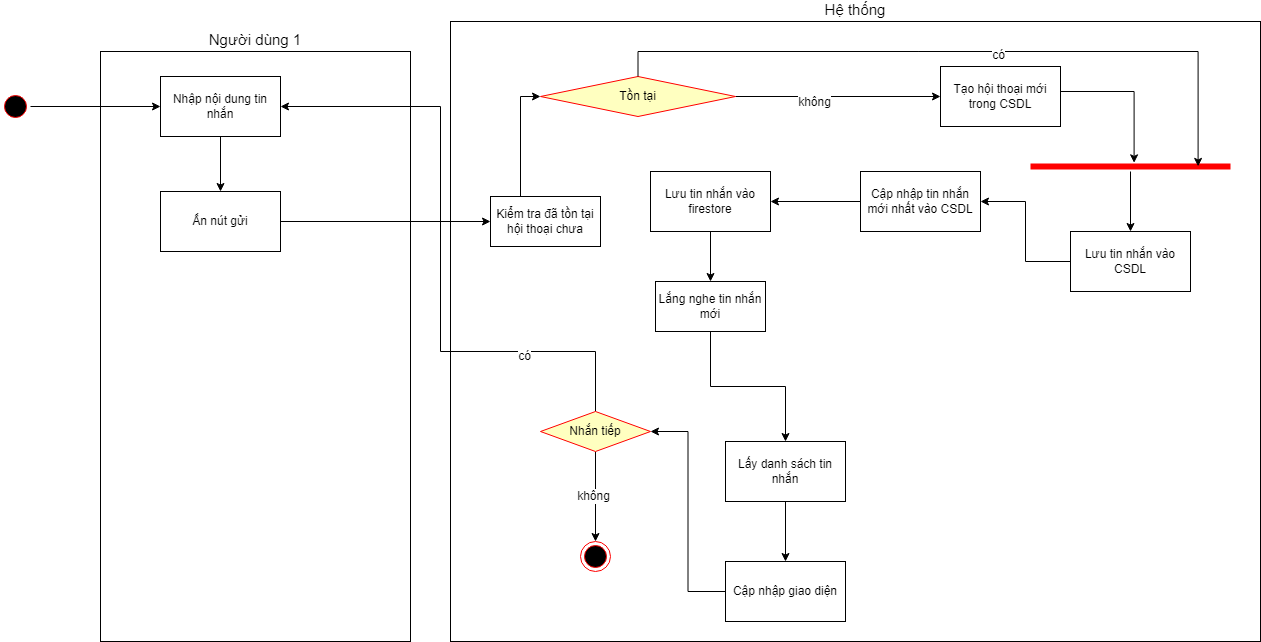 Hệ thống
Người dùng 1
có
Nhập nội dung tin
nhắn
Tồn tại
không
Tạo hội thoại mới
trong CSDL
Ấn nút gửi
Kiểm tra đã tồn tại
hội thoại chưa
Lưu tin nhắn vào
firestore
Cập nhập tin nhắn
mới nhất vào CSDL
Lưu tin nhắn vào
CSDL
Lắng nghe tin nhắn
mới
có
Nhắn tiếp
Lấy danh sách tin
nhắn
không
Cập nhập giao diện